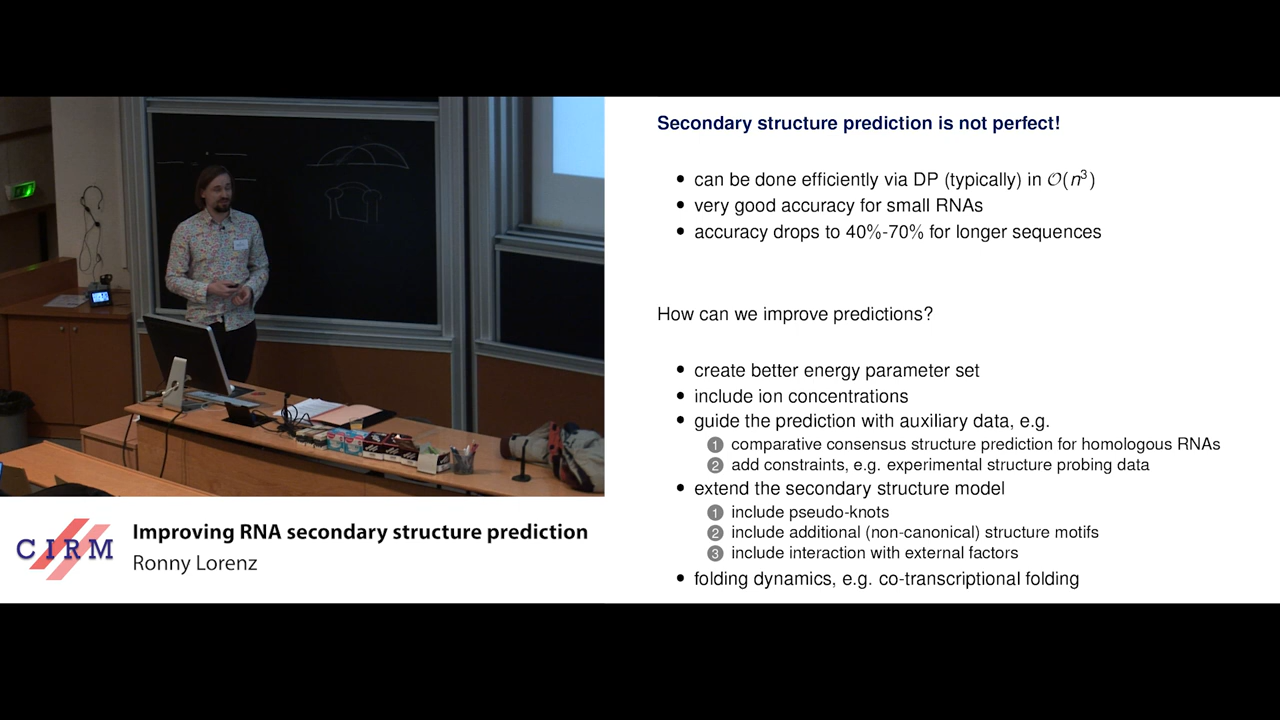 Secondary structure prediction is not perfect!
• can be done efficiently via DP (typically) in O(n³)
• very good accuracy for small RNAs
• accuracy drops to 40%-70% for longer sequences
How can we improve predictions?
• create better energy parameter set
• include ion concentrations
• guide the prediction with auxiliary data, e.g.
1 comparative consensus structure prediction for homologous RNAs
2 add constraints, e.g. experimental structure probing data
• extend the secondary structure model
1 include pseudo-knots
2 include additional (non-canonical) structure motifs
3 include interaction with external factors
• folding dynamics, e.g. co-transcriptional folding
CIRM
Improving RNA secondary structure prediction
Ronny Lorenz